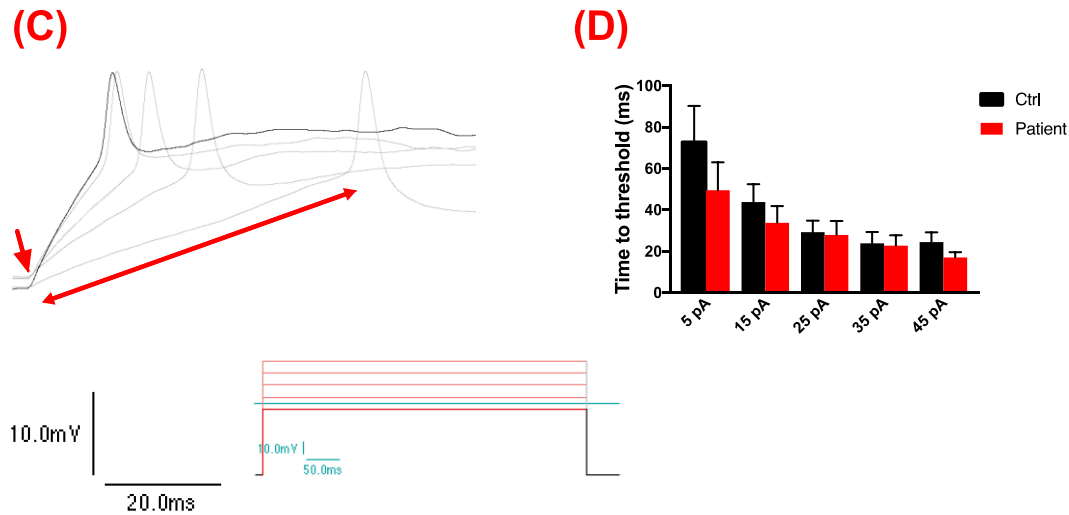 (C)
10.0mV
20.0ms
10.0mV
50.0ms
(D)
Time to threshold (ms)
100
80
60
40
20
0
5 pA
15 pA
25 pA
35 pA
45 pA
Ctrl
Patient